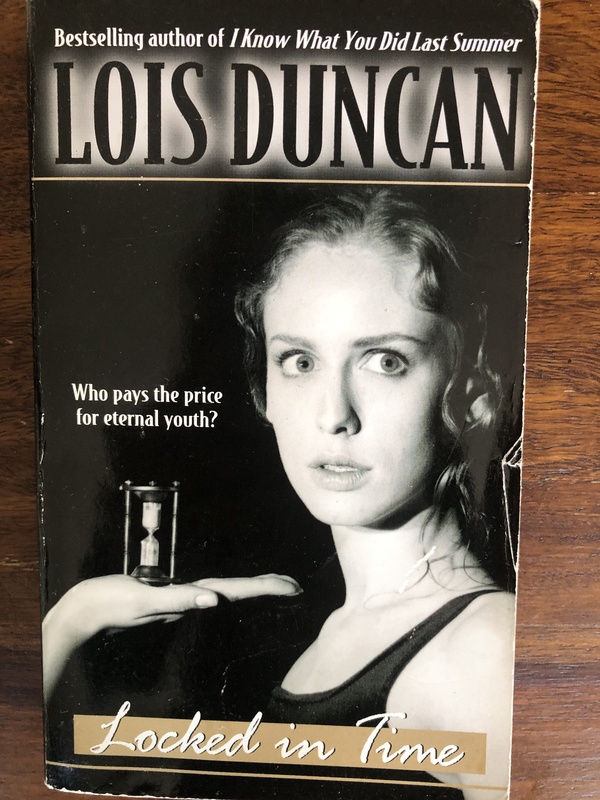 Bestselling author of I Know What You Did Last Summer
LOIS DUNCAN
Who pays the price
for eternal youth?
Locked in Time